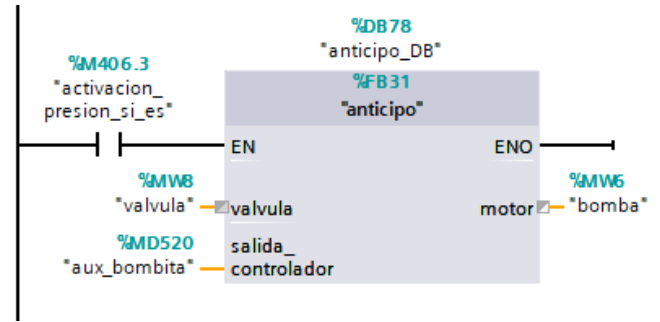 %DB78
"anticipo_DB"
%M406.3
"activacion_
presion_si_es"
%FB31
"anticipo"
EN
ENO
%MW8
"valvula"
valvula
motor
%MW6
"bomba"
%MD520
"aux_bombita"
salida_
controlador